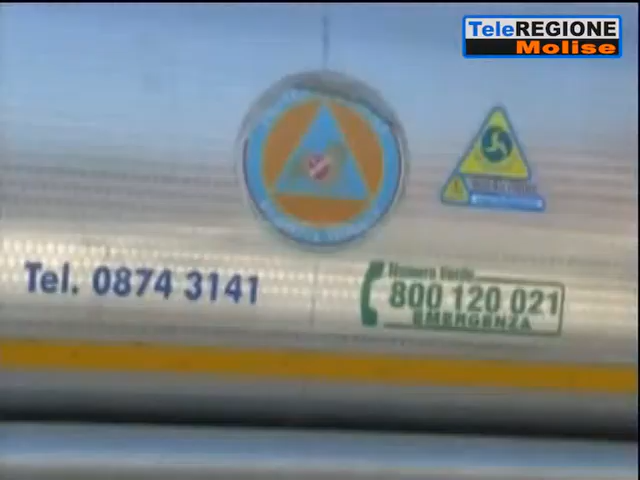 TeleREGIONE
Molise
Tel. 0874 3141
Numero Verde
800 120 021
EMERGENZA